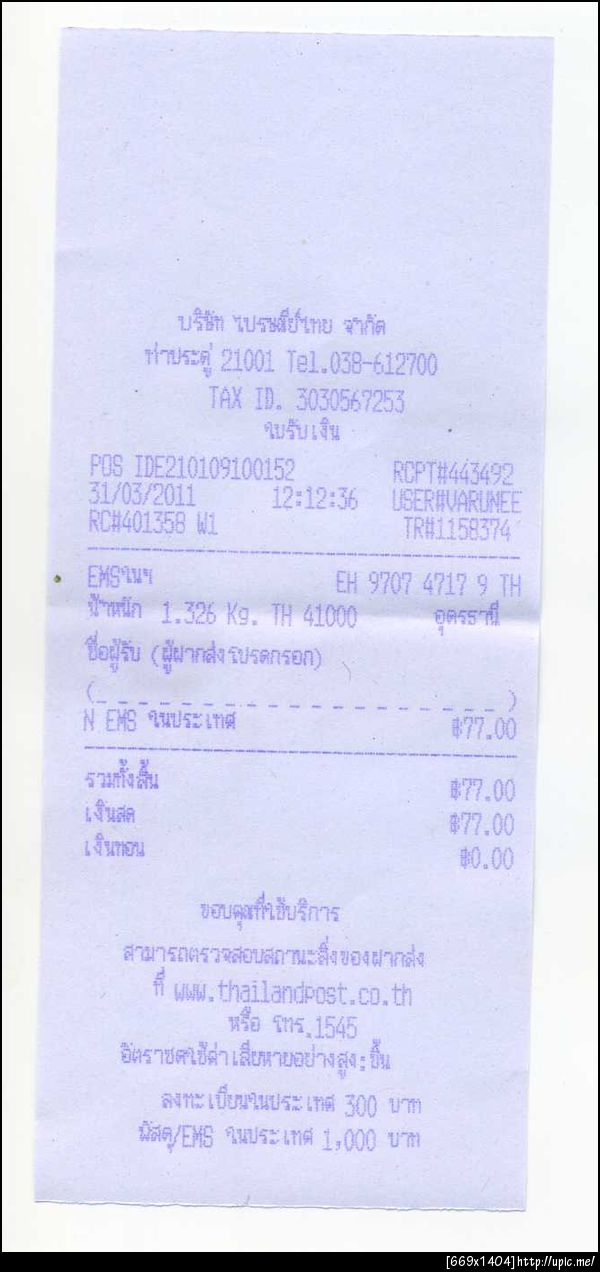 บริษัท ไปรษณีย์ไทย จำกัด
ท่าประดู่ 21001 Tel.038-612700
TAX ID. 3030567253
ใบรับเงิน
POS IDE210109100152 RCPT#443492
31/03/2011 12:12:36 USER#VARUNEE
RC#401358 W1 TR#1158374
EMSในฯ EH 9707 4717 9 TH
น้ำหนัก 1.326 Kg. TH 41000 อุดรธานี
ชื่อผู้รับ (ผู้ฝากส่งโปรดกรอก)
(_ _ _ _ _ _ _ _ _ _ _ _ _ _ _ _ _ _ _)
N EMS ในประเทศ ฿77.00
รวมทั้งสิ้น ฿77.00
เงินสด ฿77.00
เงินทอน ฿0.00
ขอบคุณที่ใช้บริการ
สามารถตรวจสอบสถานะสิ่งของฝากส่ง
ที่ www.thailandpost.co.th
หรือ โทร.1545
อัตราชดใช้ค่าเสียหายอย่างสูง:ชิ้น
ลงทะเบียนในประเทศ 300 บาท
พัสดุ/EMS ในประเทศ 1,000 บาท
[669x1404]http://upic.me/